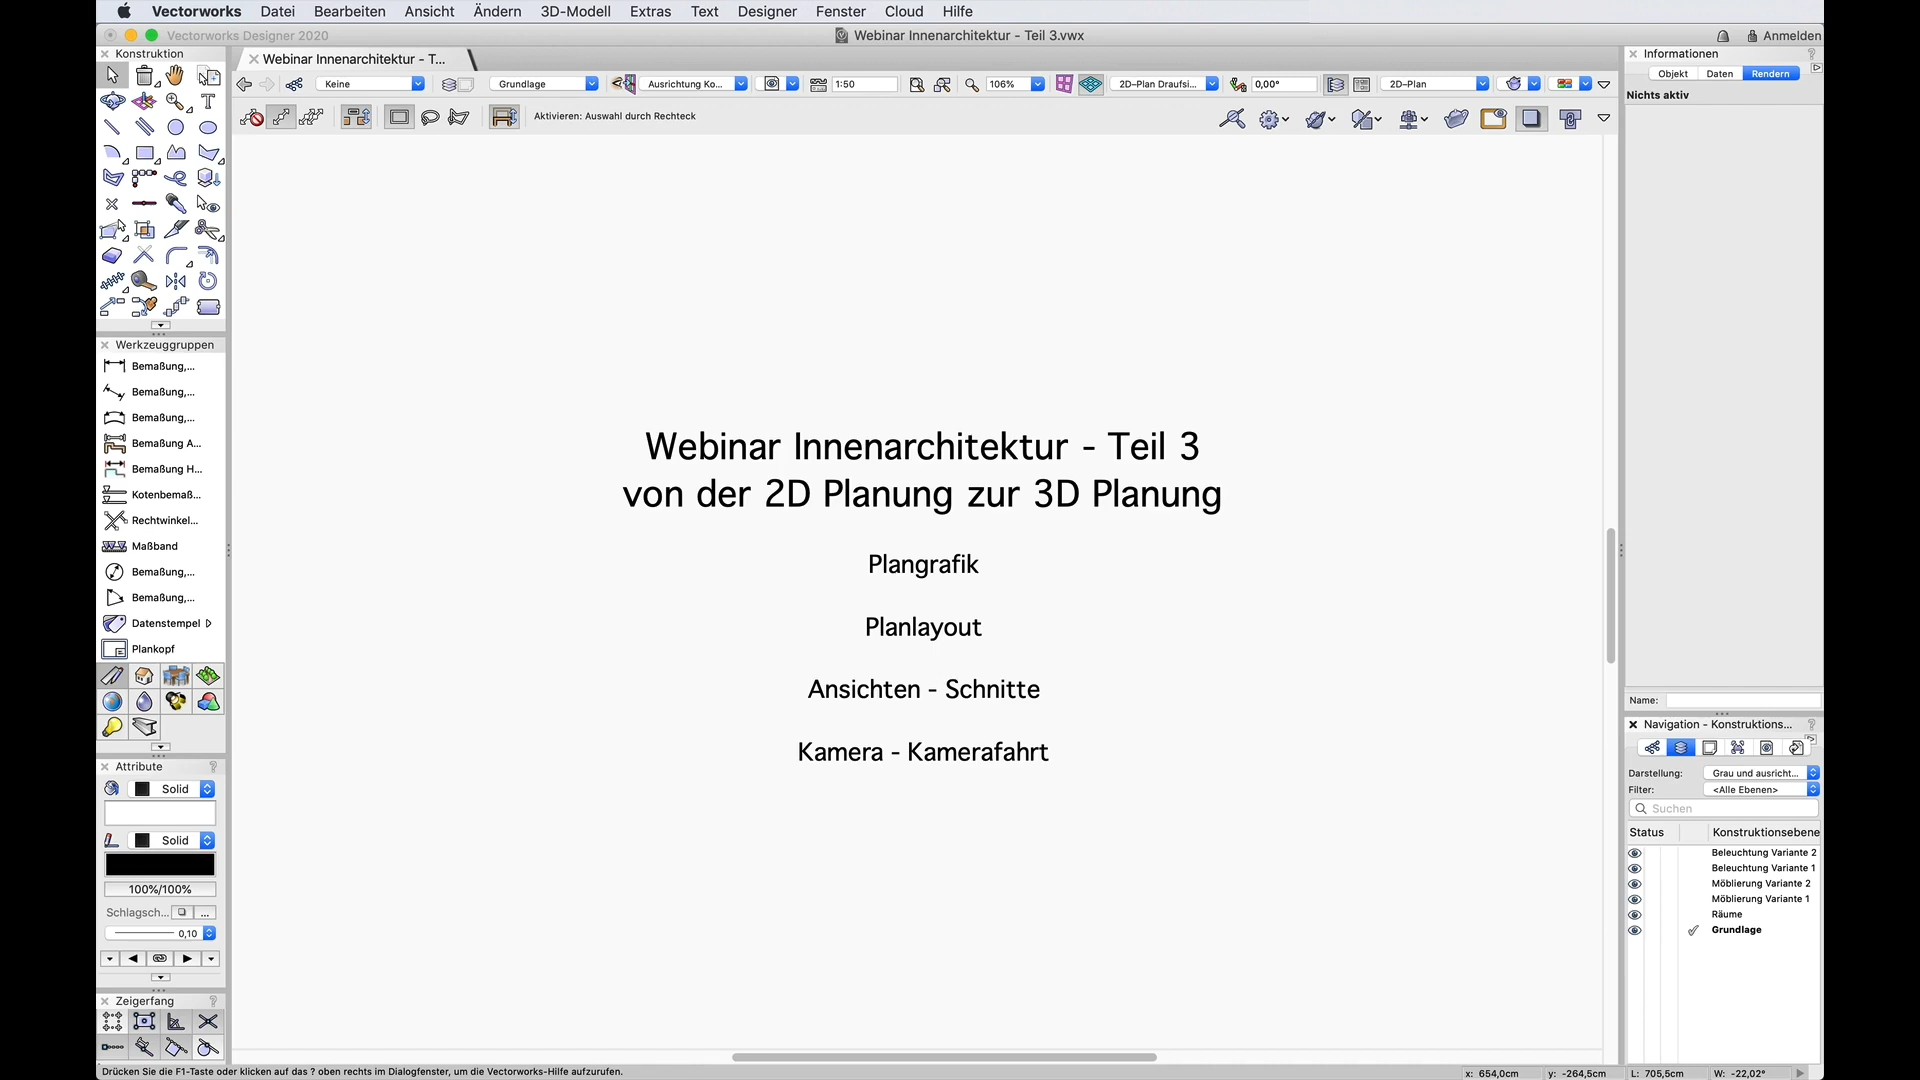 Vectorworks Datei Bearbeiten Ansicht Ändern 3D-Modell Extras Text Designer Fenster Cloud Hilfe
Vectorworks Designer 2020
Webinar Innenarchitektur - Teil 3.vwx
Anmelden
Konstruktion
Webinar Innenarchitektur - T...
Keine
Grundlage
Ausrichtung Ko...
1:50
106%
2D-Plan Draufsi...
0,00°
2D-Plan
Aktivieren: Auswahl durch Rechteck
Werkzeuggruppen
Bemaßung,...
Bemaßung,...
Bemaßung,...
Bemaßung A...
Bemaßung H...
Kotenbemaß...
Rechtwinkel...
Maßband
Bemaßung,...
Bemaßung,...
Datenstempel
Plankopf
Attribute
Solid
Solid
100%/100%
Schlagsch...
...
0,10
Zeigerfang
Webinar Innenarchitektur - Teil 3
von der 2D Planung zur 3D Planung
Plangrafik
Planlayout
Ansichten - Schnitte
Kamera - Kamerafahrt
Informationen
Objekt Daten Rendern
Nichts aktiv
Name:
Navigation - Konstruktions...
Darstellung: Grau und ausricht...
Filter: <Alle Ebenen>
Suchen
Status Konstruktionsebene
Beleuchtung Variante 2
Beleuchtung Variante 1
Möblierung Variante 2
Möblierung Variante 1
Räume
Grundlage
Drücken Sie die F1-Taste oder klicken auf das ? oben rechts im Dialogfenster, um die Vectorworks-Hilfe aufzurufen.
x: 654,0cm y: -264,5cm L: 705,5cm W: -22,02°